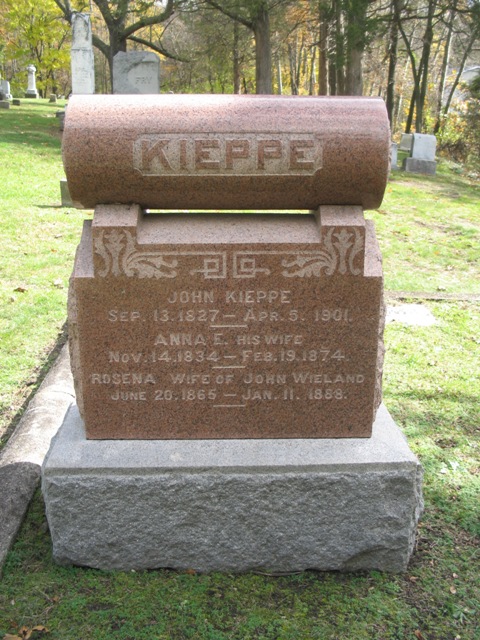 KIEPPE
JOHN KIEPPE
SEP. 13. 1827 – APR. 5. 1901.
ANNA E. HIS WIFE
NOV. 14. 1834 – FEB. 19. 1874.
ROSENA WIFE OF JOHN WIELAND
JUNE 20. 1865 – JAN. 11. 1888.